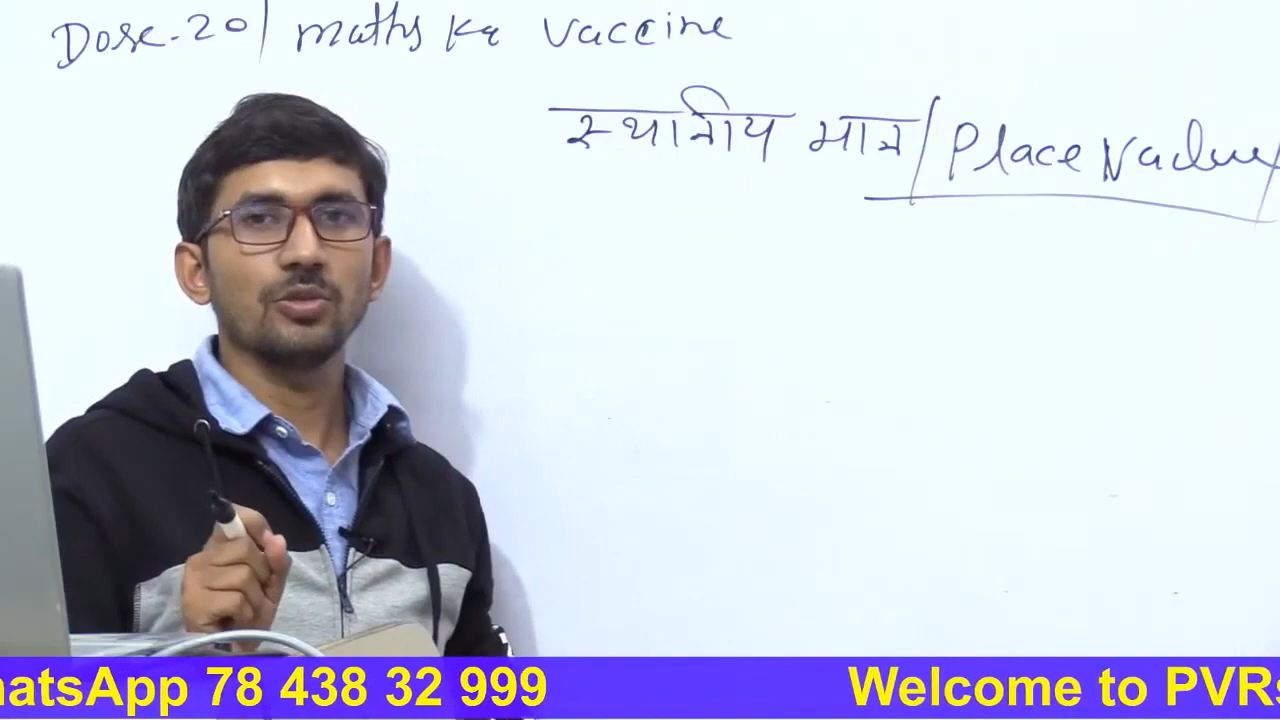 Dose-20/ maths Ka vaccine
स्थानीय मान/Place Value
hatsApp 78 438 32 999 Welcome to PVRs